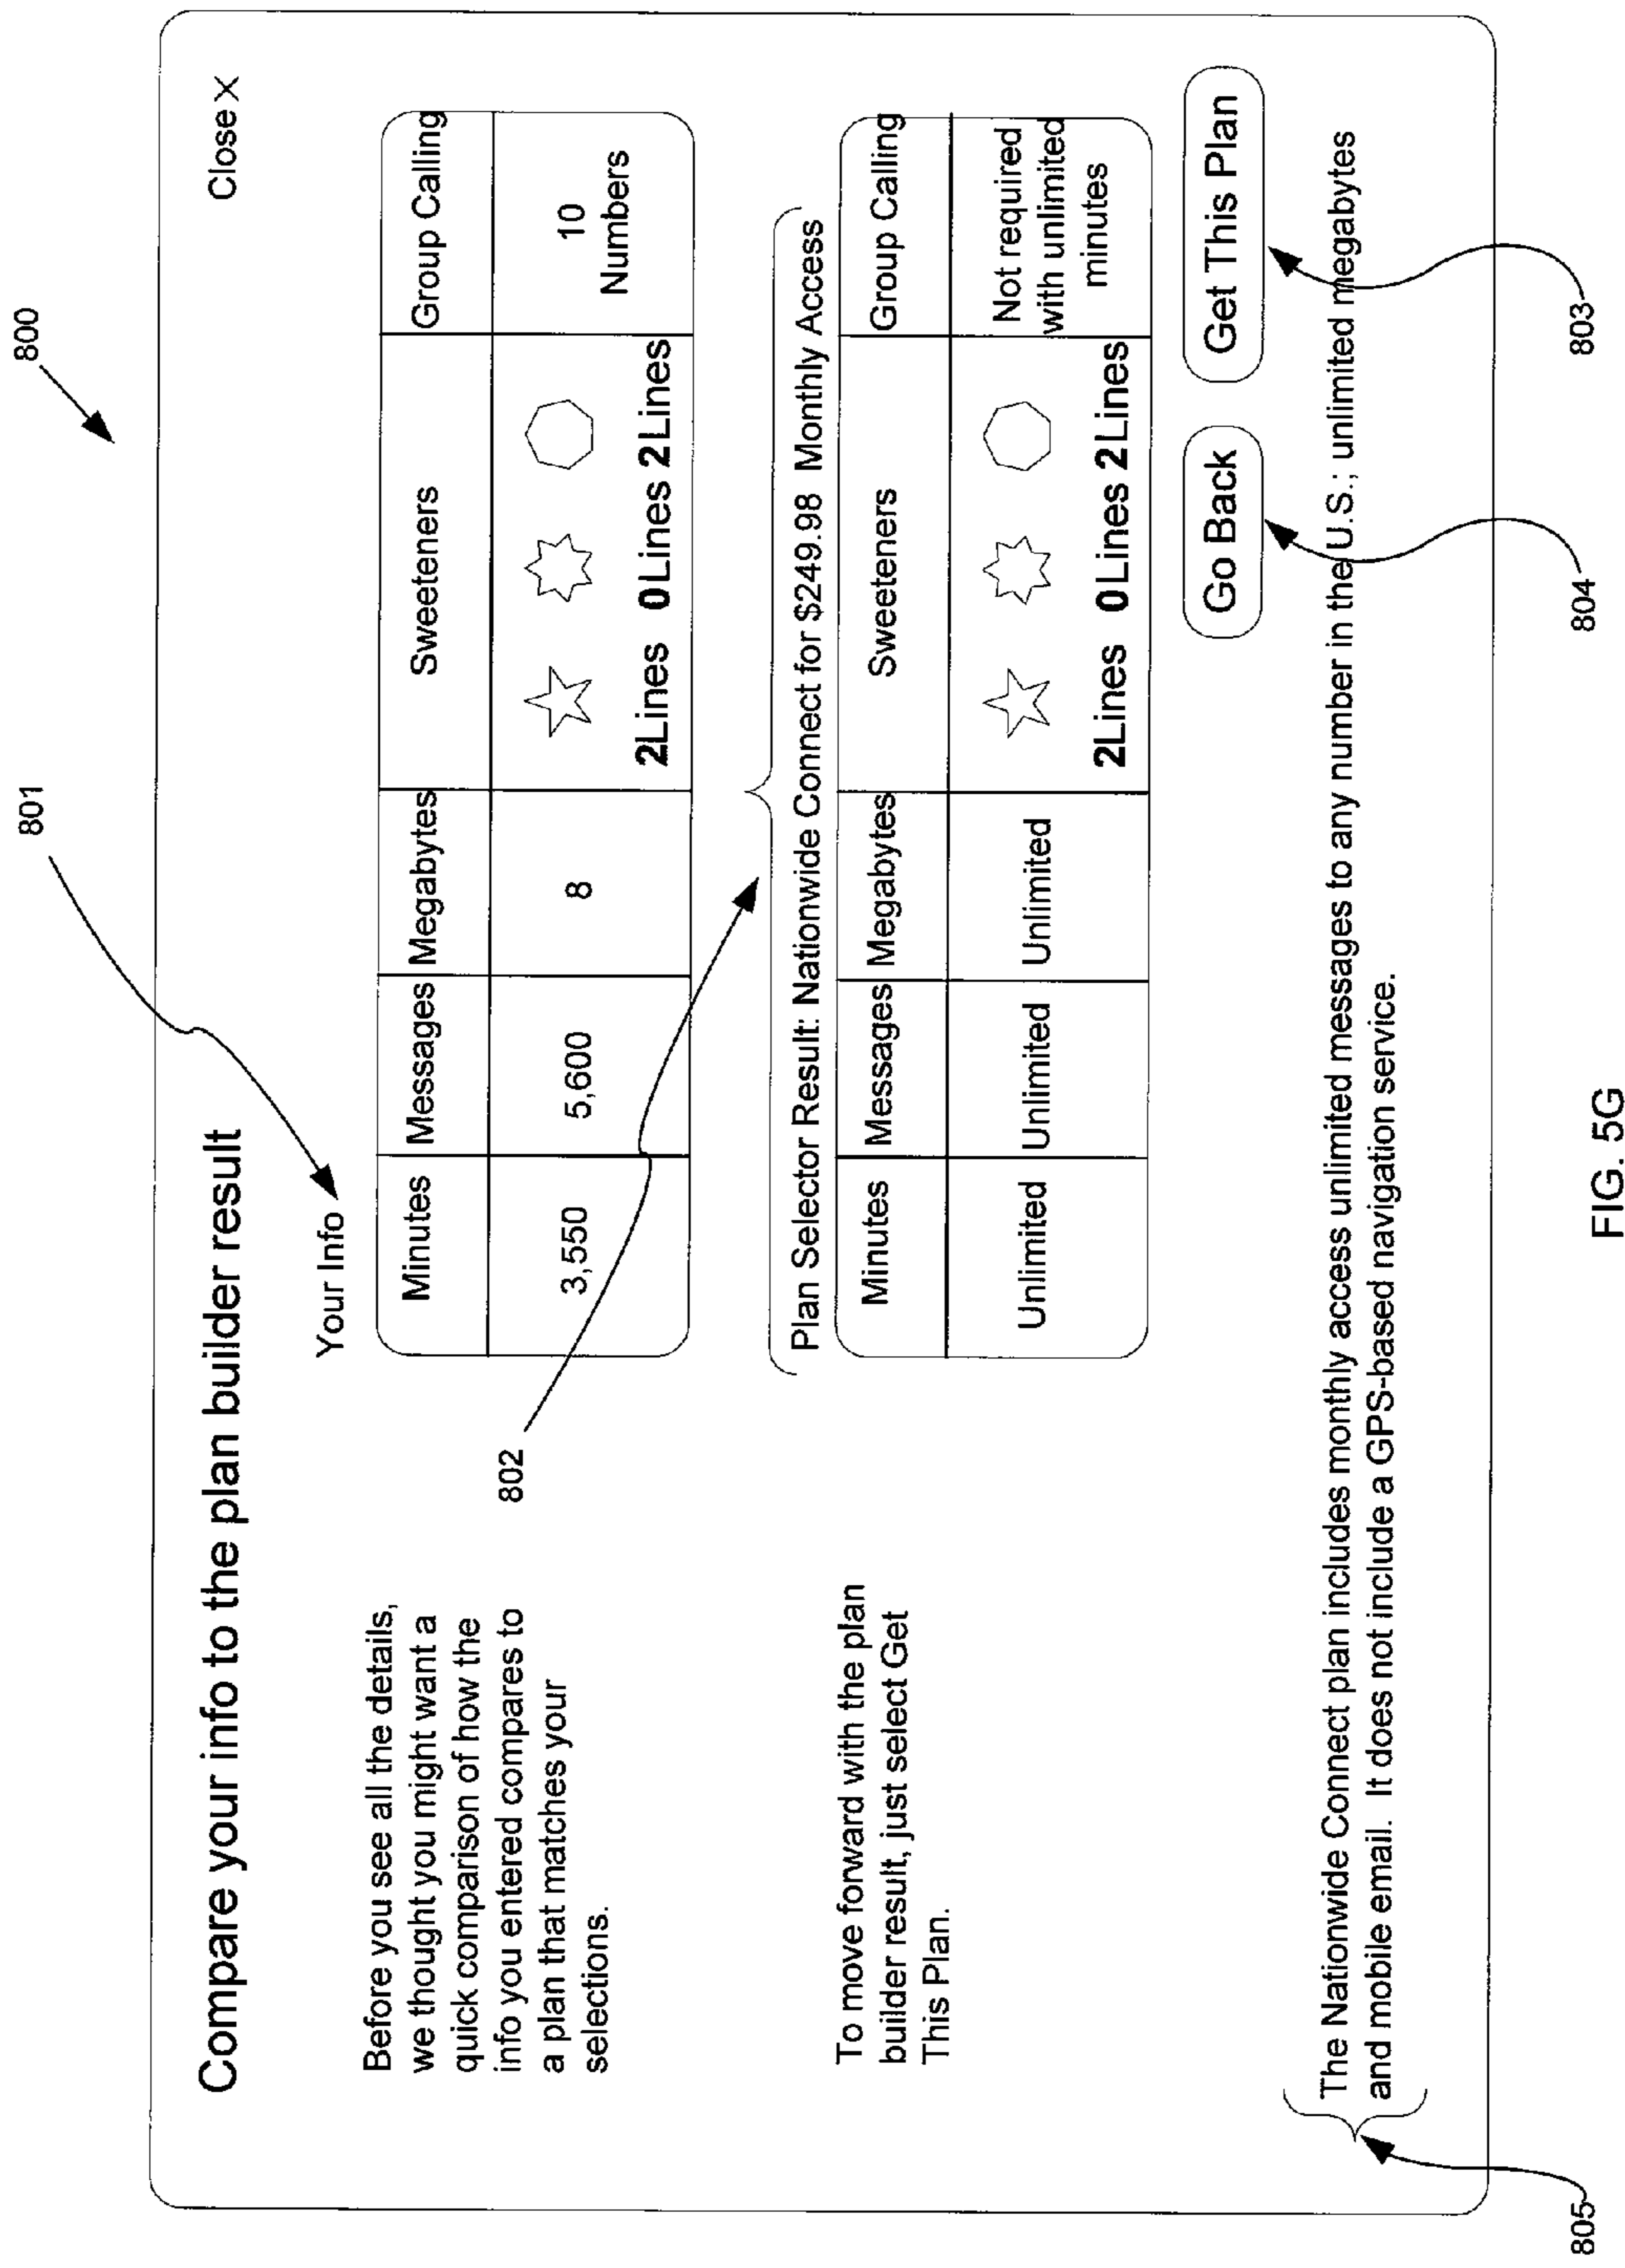 800
801
Compare your info to the plan builder result
Close X
Your Info
Before you see all the details,
we thought you might want a
quick comparison of how the
info you entered compares to
a plan that matches your
selections.
Minutes Messages Megabytes Sweeteners Group Calling
3,550 5,600 8 2Lines 0Lines 2Lines 10
Numbers
802
Plan Selector Result: Nationwide Connect for $249.98 Monthly Access
To move forward with the plan
builder result, just select Get
This Plan.
Minutes Messages Megabytes Sweeteners Group Calling
Unlimited Unlimited Unlimited 2Lines 0Lines 2Lines Not required
with unlimited
minutes
Go Back Get This Plan
The Nationwide Connect plan includes monthly access unlimited messages to any number in the U.S.; unlimited megabytes
and mobile email. It does not include a GPS-based navigation service.
805
804
803
FIG. 5G